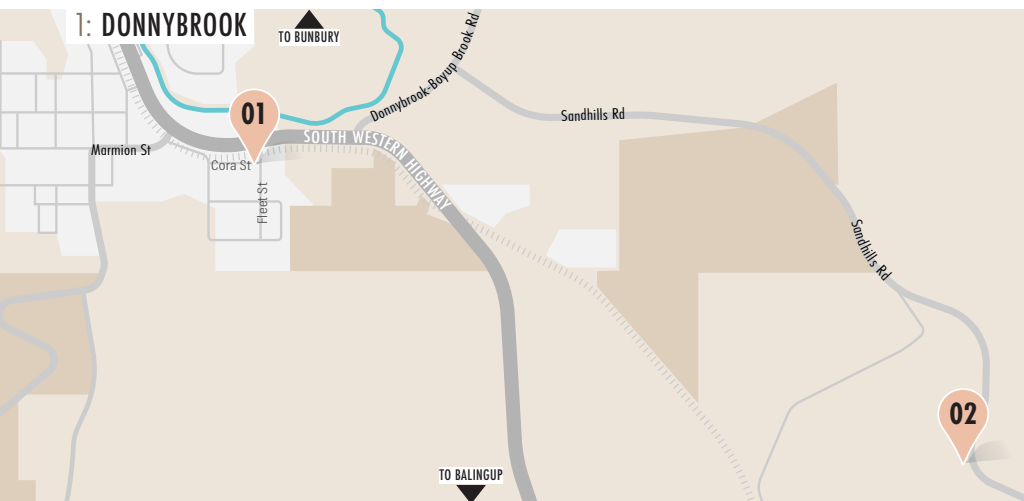 1: DONNYBROOK
TO BUNBURY
Donnybrook-Boyup Brook Rd
Sandhills Rd
01
SOUTH WESTERN HIGHWAY
Marmion St
Cora St
Fleet St
Sandhills Rd
02
TO BALINGUP